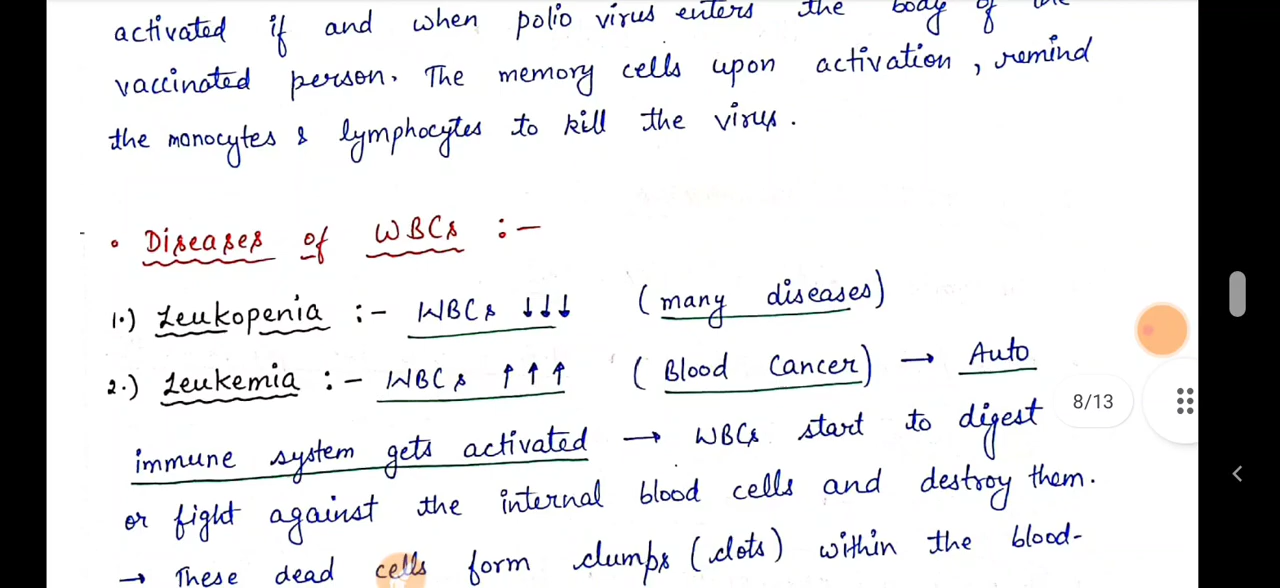 activated if and when polio virus enters the body of the
vaccinated person. The memory cells upon activation, remind
the monocytes & lymphocytes to kill the virus.
• Diseases of WBCs :-
1.) Leukopenia :- WBCs ↓↓↓ (many diseases)
2.) Leukemia :- WBCs ↑↑↑ (Blood Cancer) → Auto
8/13
immune system gets activated → WBCs start to digest
or fight against the internal blood cells and destroy them.
→ These dead cells form clumps (clots) within the blood-